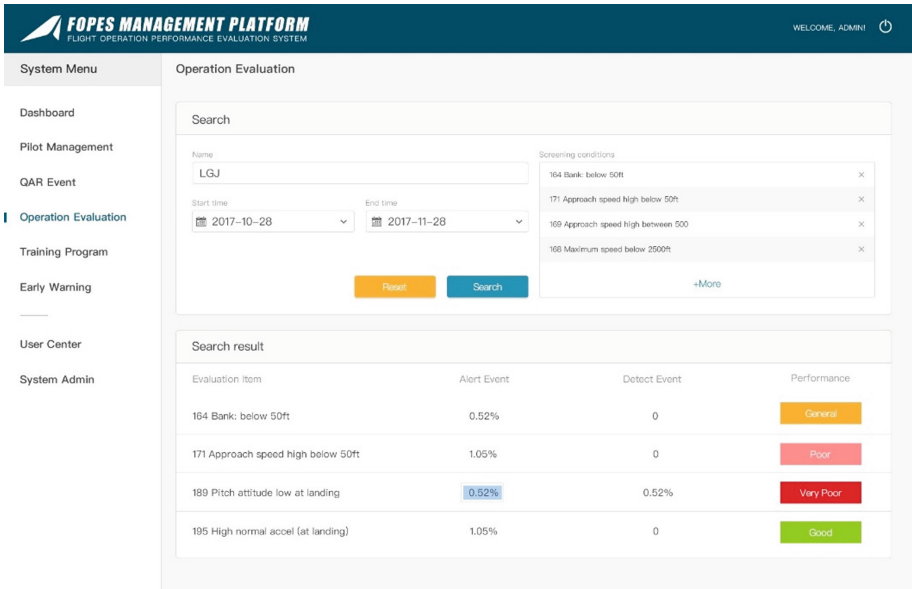 FOPES MANAGEMENT PLATFORM
FLIGHT OPERATION PERFORMANCE EVALUATION SYSTEM
WELCOME, ADMIN!
System Menu
Dashboard
Pilot Management
QAR Event
Operation Evaluation
Training Program
Early Warning
User Center
System Admin
Operation Evaluation
Search
Name
LGJ
Start time
End time
2017-10-28
2017-11-28
Reset
Search
Screening conditions
164 Bank: below 50ft
171 Approach speed high below 50ft
169 Approach speed high between 500
168 Maximum speed below 2500ft
+More
Search result
Evaluation Item Alert Event Detect Event Performance
164 Bank: below 50ft 0.52% 0 General
171 Approach speed high below 50ft 1.05% 0 Poor
189 Pitch attitude low at landing 0.52% 0.52% Very Poor
195 High normal accel (at landing) 1.05% 0 Good